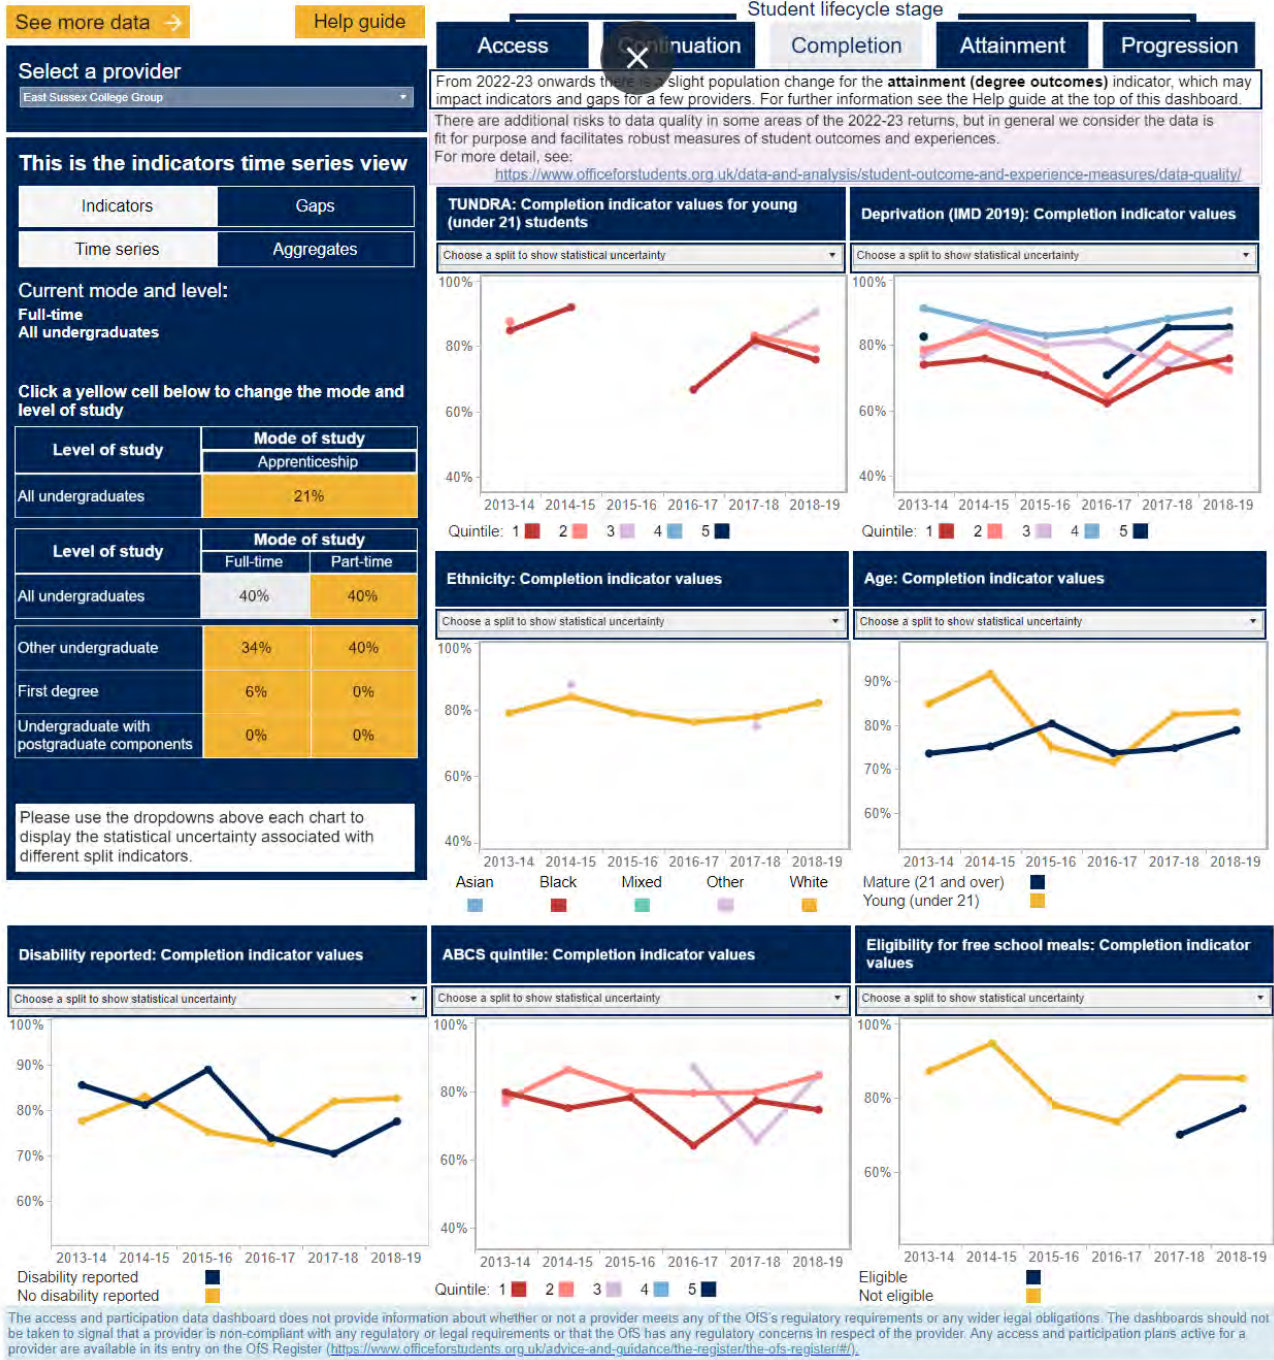 See more data →
Help guide
Select a provider
East Sussex College Group
This is the indicators time series view
Indicators
Gaps
Time series
Aggregates
Current mode and level:
Full-time
All undergraduates
Click a yellow cell below to change the mode and
level of study
Level of study
Mode of study
Apprenticeship
All undergraduates
21%
Level of study
Mode of study
Full-time
Part-time
All undergraduates
40%
40%
Other undergraduate
34%
40%
First degree
6%
0%
Undergraduate with
postgraduate components
0%
0%
Please use the dropdowns above each chart to
display the statistical uncertainty associated with
different split indicators.
Student lifecycle stage
Access
Continuation
Completion
Attainment
Progression
From 2022-23 onwards there is a slight population change for the attainment (degree outcomes) indicator, which may
impact indicators and gaps for a few providers. For further information see the Help guide at the top of this dashboard.
There are additional risks to data quality in some areas of the 2022-23 returns, but in general we consider the data is
fit for purpose and facilitates robust measures of student outcomes and experiences.
For more detail, see:
https://www.officeforstudents.org.uk/data-and-analysis/student-outcome-and-experience-measures/data-quality/
TUNDRA: Completion indicator values for young
(under 21) students
Choose a split to show statistical uncertainty
100%
80%
60%
40%
2013-14 2014-15 2015-16 2016-17 2017-18 2018-19
Quintile: 1 2 3 4 5
Deprivation (IMD 2019): Completion indicator values
Choose a split to show statistical uncertainty
100%
80%
60%
40%
2013-14 2014-15 2015-16 2016-17 2017-18 2018-19
Quintile: 1 2 3 4 5
Ethnicity: Completion indicator values
Choose a split to show statistical uncertainty
100%
80%
60%
40%
2013-14 2014-15 2015-16 2016-17 2017-18 2018-19
Asian Black Mixed Other White
Age: Completion indicator values
Choose a split to show statistical uncertainty
90%
80%
70%
60%
2013-14 2014-15 2015-16 2016-17 2017-18 2018-19
Mature (21 and over)
Young (under 21)
Disability reported: Completion indicator values
Choose a split to show statistical uncertainty
100%
90%
80%
70%
60%
2013-14 2014-15 2015-16 2016-17 2017-18 2018-19
Disability reported
No disability reported
ABCS quintile: Completion indicator values
Choose a split to show statistical uncertainty
100%
80%
60%
40%
2013-14 2014-15 2015-16 2016-17 2017-18 2018-19
Quintile: 1 2 3 4 5
Eligibility for free school meals: Completion indicator
values
Choose a split to show statistical uncertainty
100%
80%
60%
2013-14 2014-15 2015-16 2016-17 2017-18 2018-19
Eligible
Not eligible
The access and participation data dashboard does not provide information about whether or not a provider meets any of the OfS's regulatory requirements or any wider legal obligations. The dashboards should not
be taken to signal that a provider is non-compliant with any regulatory or legal requirements or that the OfS has any regulatory concerns in respect of the provider. Any access and participation plans active for a
provider are available in its entry on the OfS Register (https://www.officeforstudents.org.uk/advice-and-guidance/the-register/the-ofs-register/#/).